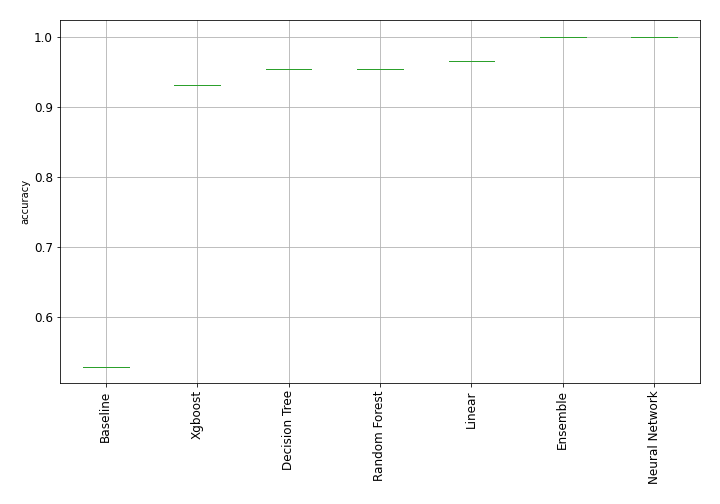 1.0
0.9
0.8
0.7
0.6
accuracy
Baseline
Xgboost
Decision Tree
Random Forest
Linear
Ensemble
Neural Network